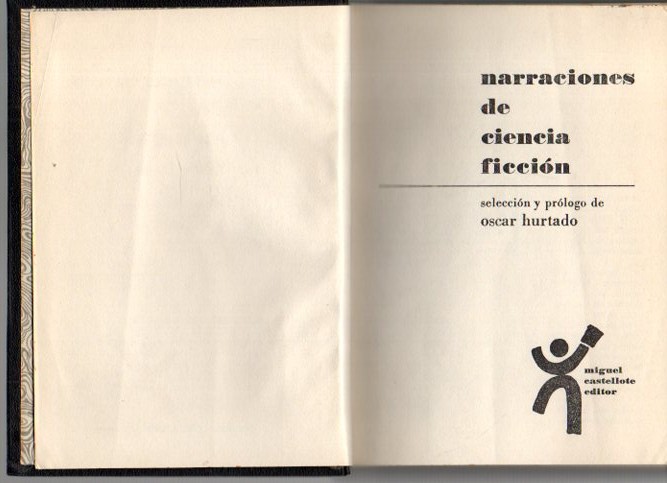 narraciones
de
ciencia
ficción
selección y prólogo de
oscar hurtado
miguel
castellote
editor